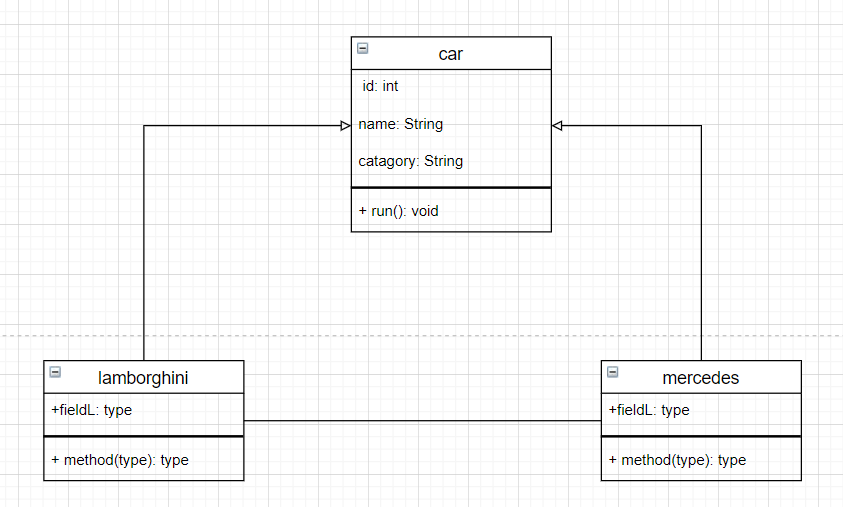 car
id: int
name: String
catagory: String
+ run(): void
lamborghini
+fieldL: type
+ method(type): type
mercedes
+fieldL: type
+ method(type): type